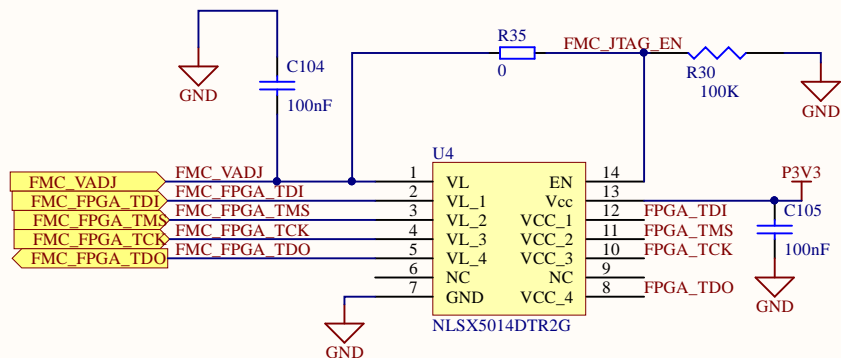 R35
FMC_JTAG_EN
0
R30
100K
GND
C104
GND
100nF
U4
P3V3
FMC_VADJ FMC_VADJ 1 VL EN 14
FMC_FPGA_TDI FMC_FPGA_TDI 2 VL_1 Vcc 13
FMC_FPGA_TMS FMC_FPGA_TMS 3 VL_2 VCC_1 12 FPGA_TDI C105
FMC_FPGA_TCK FMC_FPGA_TCK 4 VL_3 VCC_2 11 FPGA_TMS
FMC_FPGA_TDO FMC_FPGA_TDO 5 VL_4 VCC_3 10 FPGA_TCK 100nF
6 NC NC 9
7 GND VCC_4 8 FPGA_TDO
GND
NLSX5014DTR2G
GND